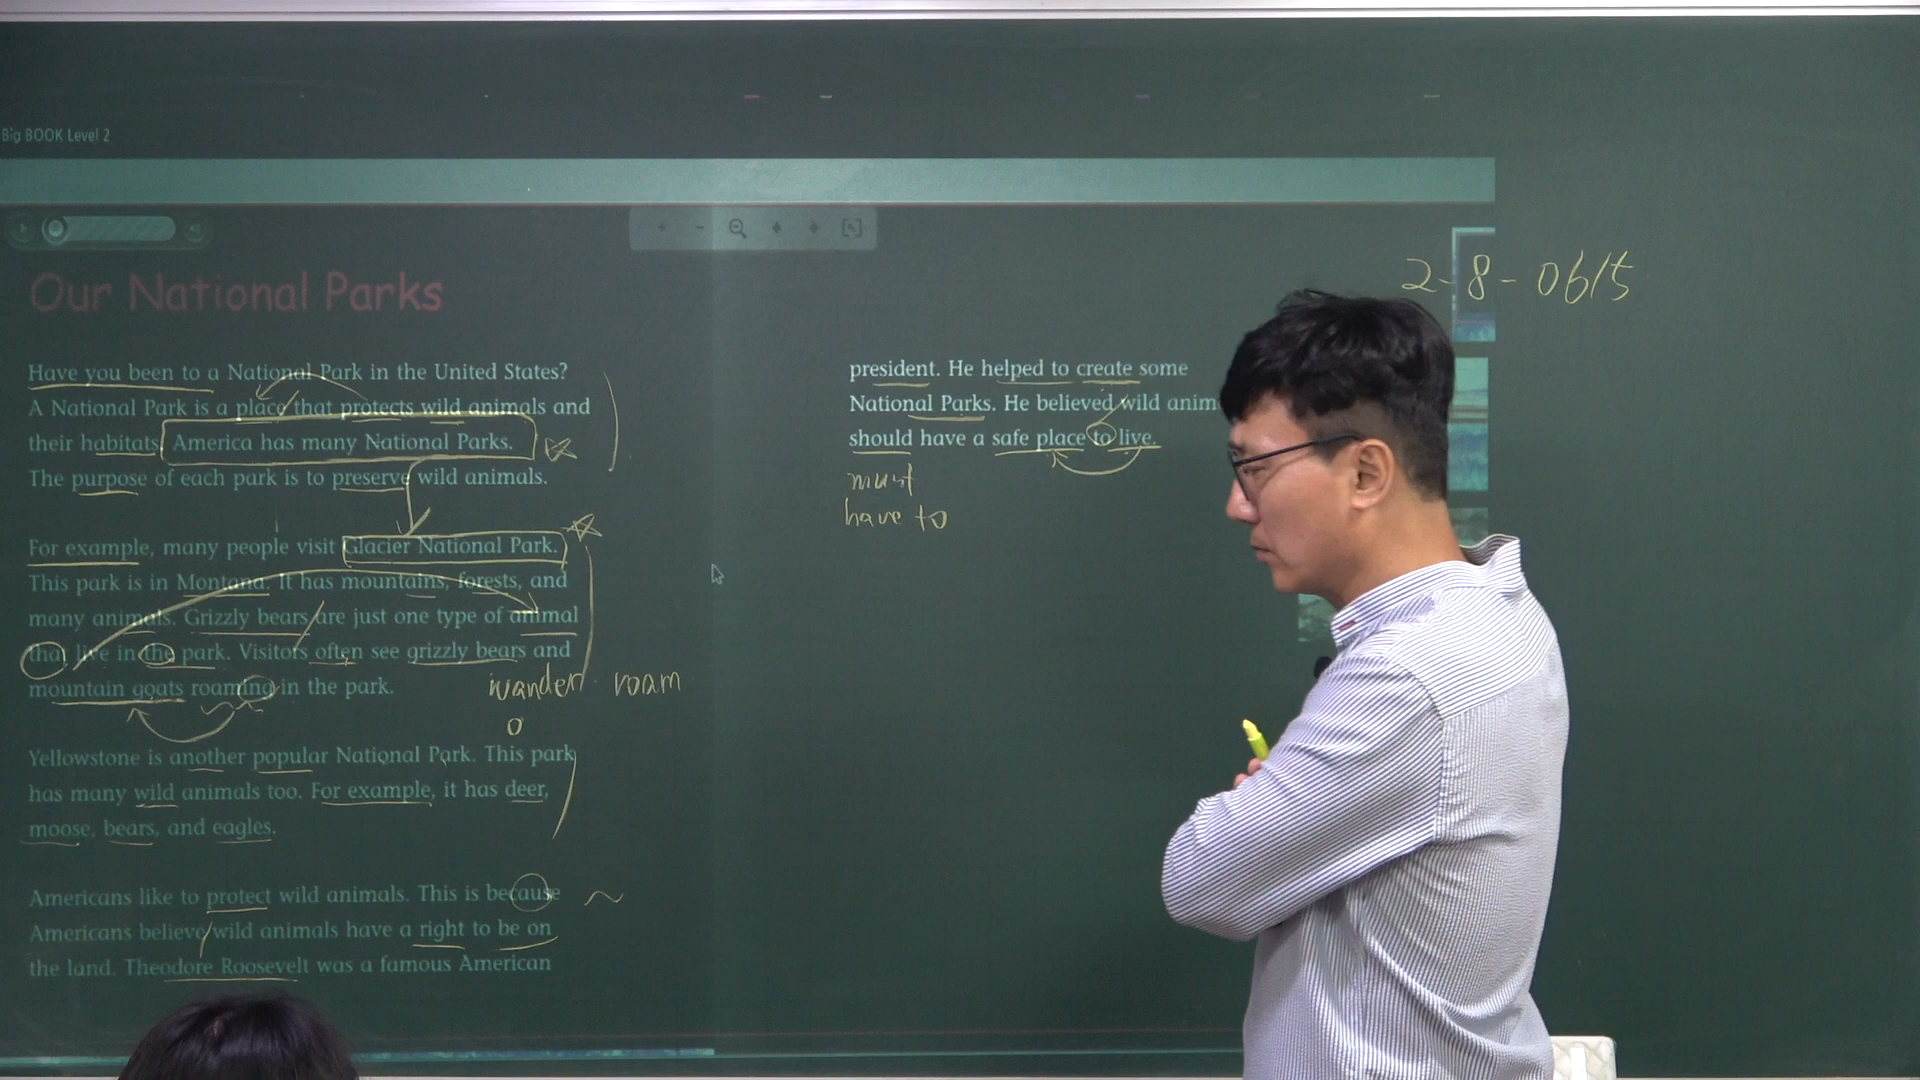 Big BOOK Level 2
2-8-0615
Our National Parks
Have you been to a National Park in the United States?
A National Park is a place that protects wild animals and
their habitats. America has many National Parks.
The purpose of each park is to preserve wild animals.
For example, many people visit Glacier National Park.
This park is in Montana. It has mountains, forests, and
many animals. Grizzly bears are just one type of animal
that live in the park. Visitors often see grizzly bears and
mountain goats roaming in the park.
wander roam
o
Yellowstone is another popular National Park. This park
has many wild animals too. For example, it has deer,
moose, bears, and eagles.
Americans like to protect wild animals. This is because
Americans believe wild animals have a right to be on
the land. Theodore Roosevelt was a famous American
president. He helped to create some
National Parks. He believed wild anim
should have a safe place to live.
must
have to